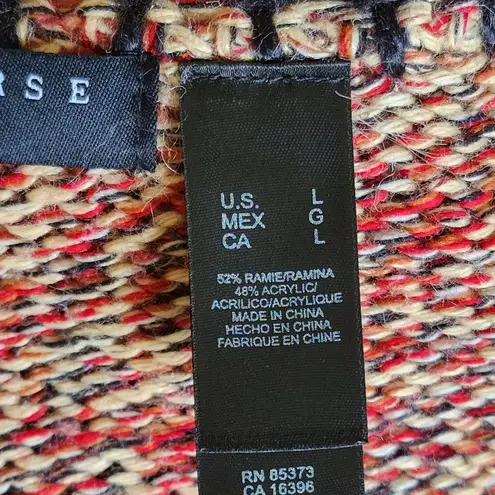 RSE
U.S. L
MEX G
CA L
52% RAMIE/RAMINA
48% ACRYLIC/
ACRILICO/ACRYLIQUE
MADE IN CHINA
HECHO EN CHINA
FABRIQUE EN CHINE
RN 85373
CA 16396